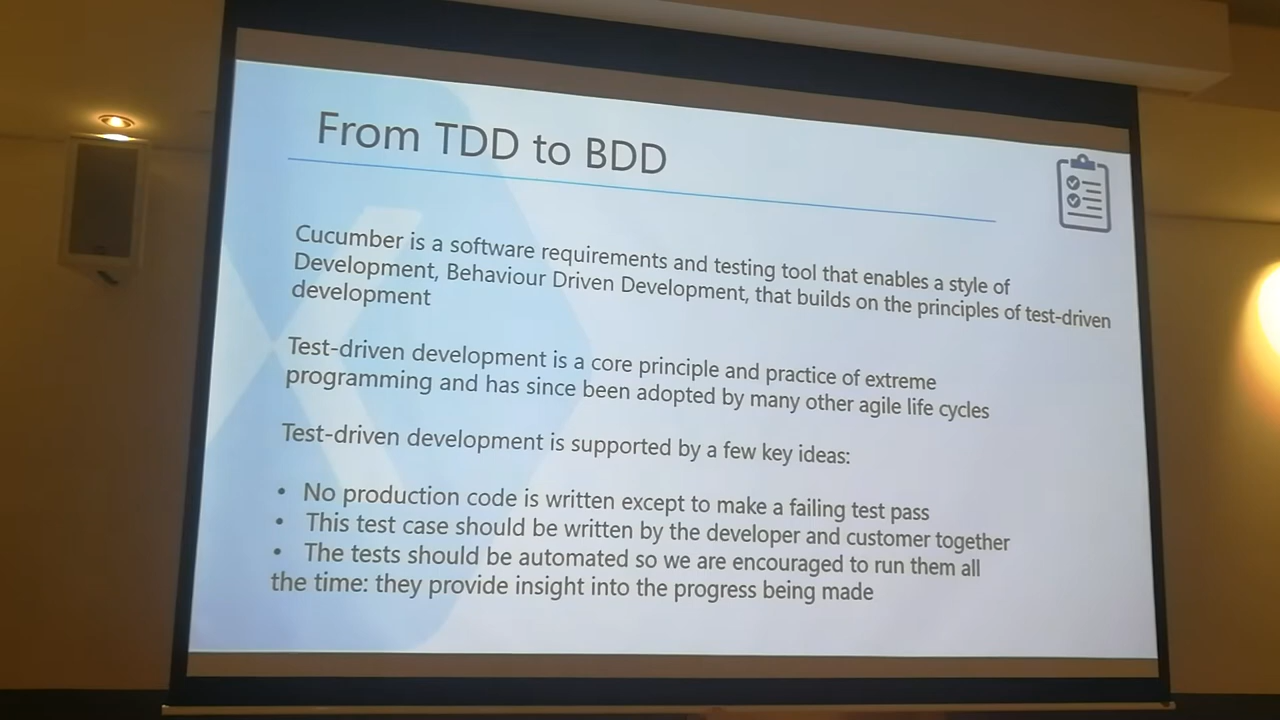 From TDD to BDD
Cucumber is a software requirements and testing tool that enables a style of
Development, Behaviour Driven Development, that builds on the principles of test-driven
development
Test-driven development is a core principle and practice of extreme
programming and has since been adopted by many other agile life cycles
Test-driven development is supported by a few key ideas:
• No production code is written except to make a failing test pass
• This test case should be written by the developer and customer together
• The tests should be automated so we are encouraged to run them all
the time: they provide insight into the progress being made